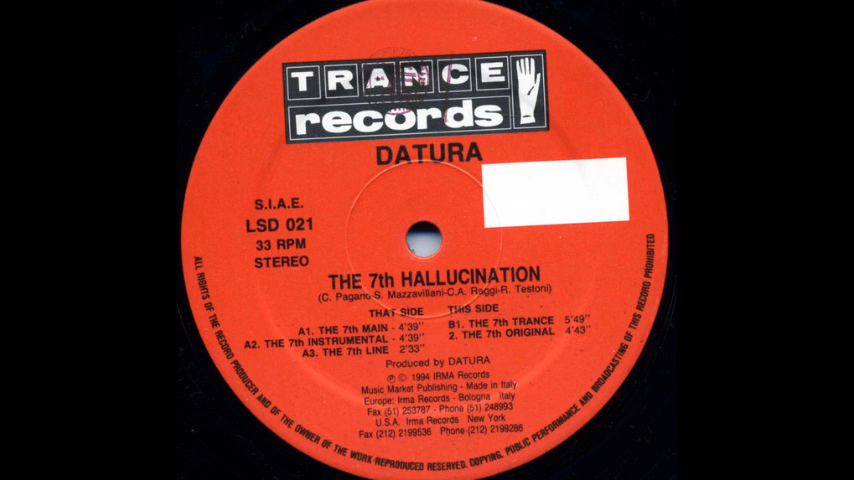 TRANCE
records
DATURA
S.I.A.E.
LSD 021
33 RPM
STEREO
THE 7th HALLUCINATION
(C. Pagano-S. Mazzavillani-C.A. Raggi-R. Testoni)
THAT SIDE
A1. THE 7th MAIN - 4'39''
A2. THE 7th INSTRUMENTAL - 4'39''
A3. THE 7th LINE 2'33''
THIS SIDE
B1. THE 7th TRANCE 5'49''
2. THE 7th ORIGINAL 4'43''
Produced by DATURA
℗ © 1994 IRMA Records
Music Market Publishing - Made in Italy
Europe: Irma Records - Bologna Italy
Fax (51) 253787 - Phone (51) 248993
U.S.A. Irma Records New York
Fax (212) 2199536 Phone (212) 2199286
ALL RIGHTS OF THE RECORD PRODUCER AND OF THE OWNER OF THE WORK REPRODUCED RESERVED. COPYING, PUBLIC PERFORMANCE AND BROADCASTING OF THIS RECORD PROHIBITED